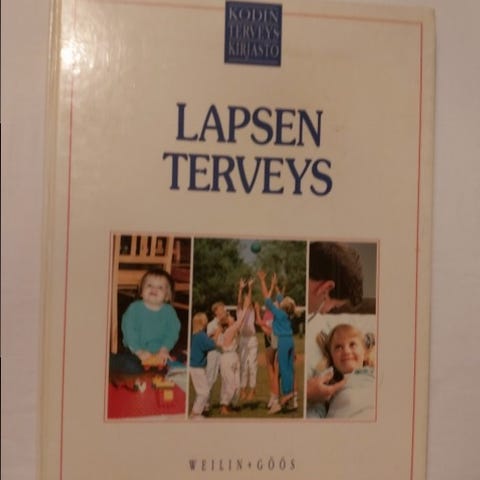 KODIN
TERVEYS
KIRJASTO
LAPSEN
TERVEYS
WEILIN+GÖÖS